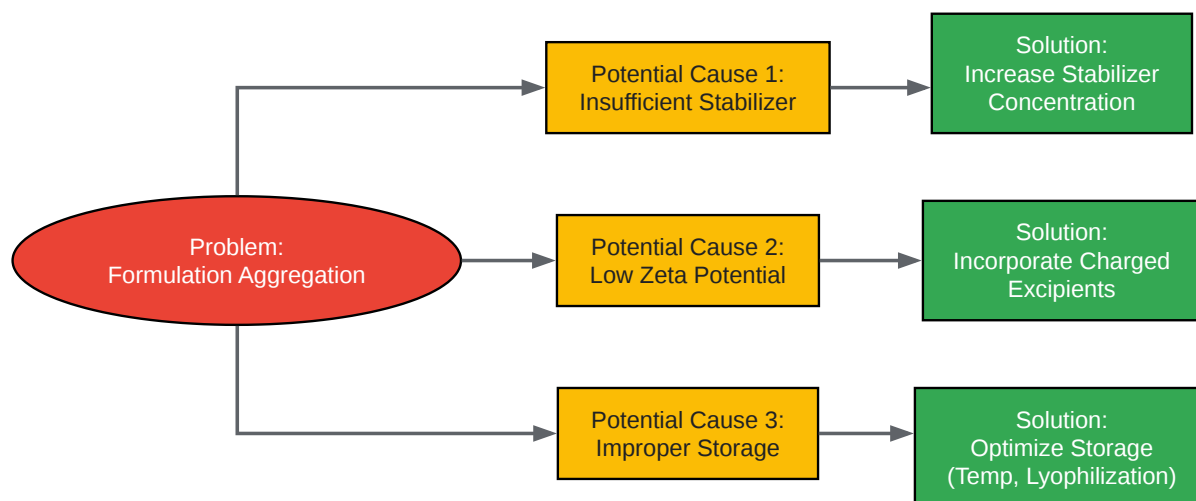 Potential Cause 1:
Insufficient Stabilizer
Solution:
Increase Stabilizer
Concentration
Problem:
Formulation Aggregation
Potential Cause 2:
Low Zeta Potential
Solution:
Incorporate Charged
Excipients
Potential Cause 3:
Improper Storage
Solution:
Optimize Storage
(Temp, Lyophilization)